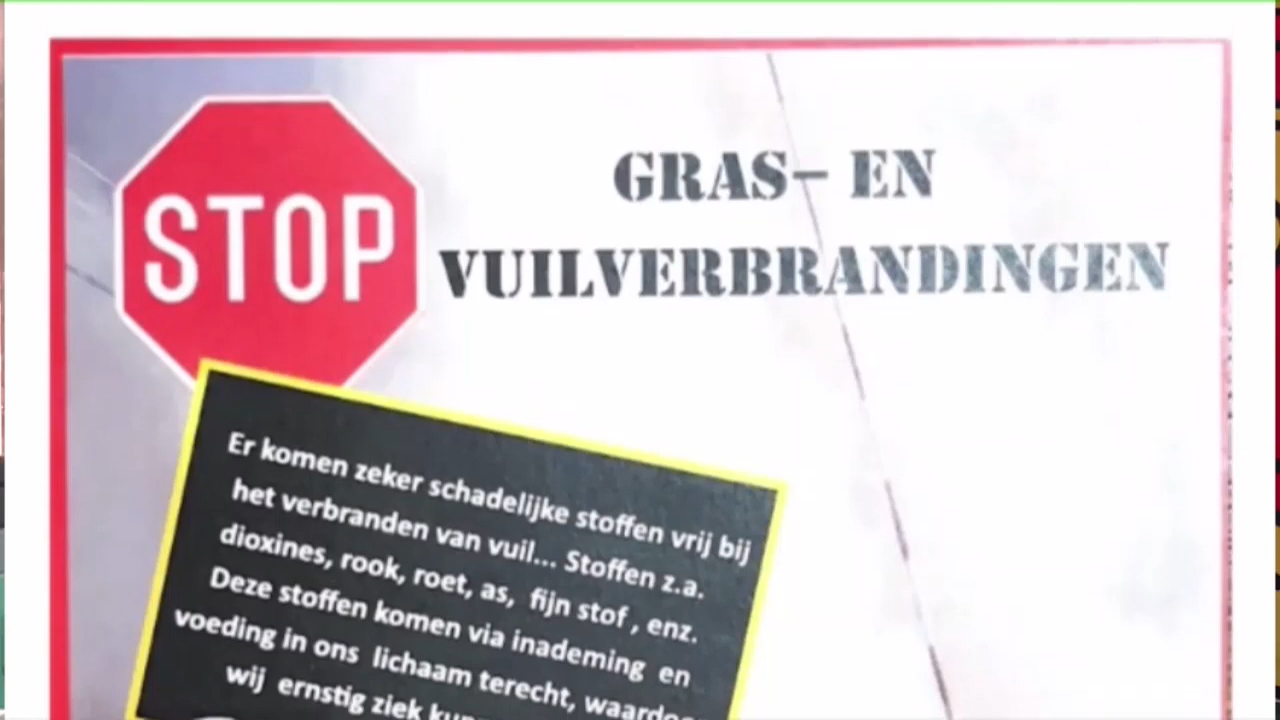 STOP
GRAS- EN
VUILVERBRANDINGEN
Er komen zeker schadelijke stoffen vrij bij
het verbranden van vuil... Stoffen z.a.
dioxines, rook, roet, as, fijn stof , enz.
Deze stoffen komen via inademing en
voeding in ons lichaam terecht,
wij ernstig ziek